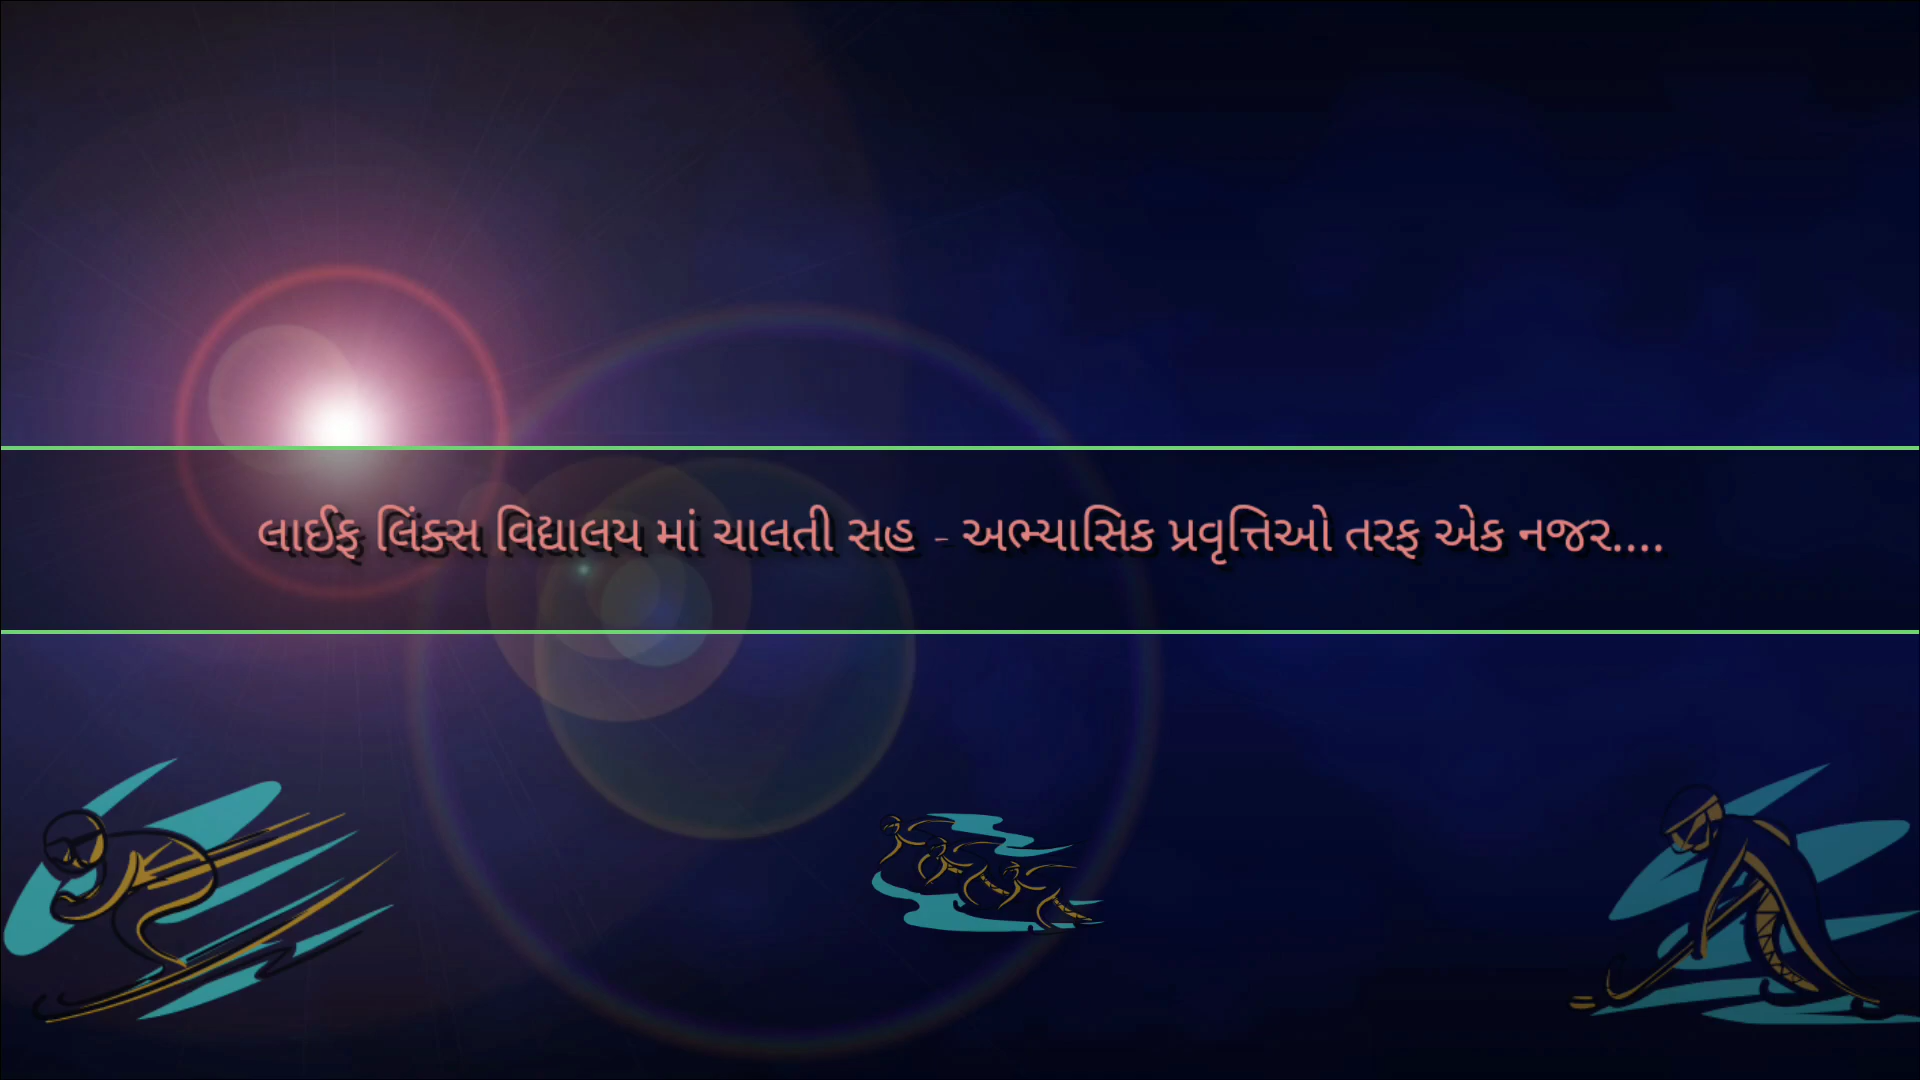 લાઈફ લિંક્સ વિદ્યાલય માં ચાલતી સહ - અભ્યાસિક પ્રવૃત્તિઓ તરફ એક નજર....